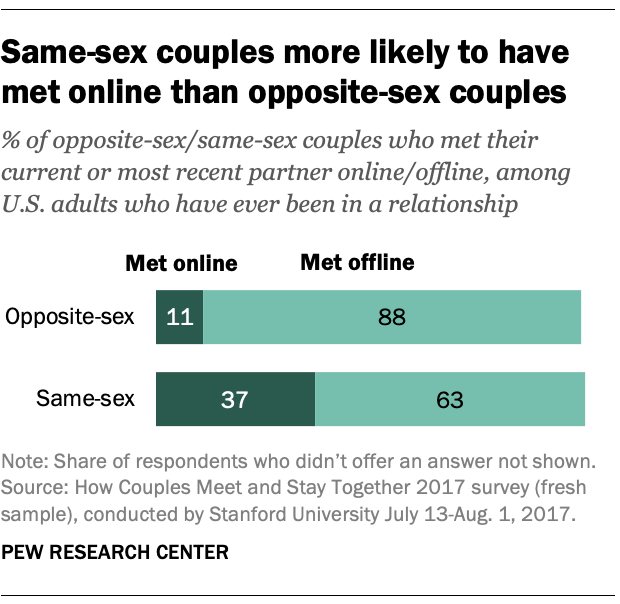 Same-sex couples more likely to have
met online than opposite-sex couples
% of opposite-sex/same-sex couples who met their
current or most recent partner online/offline, among
U.S. adults who have ever been in a relationship
Met online Met offline
Opposite-sex 11 88
Same-sex 37 63
Note: Share of respondents who didn’t offer an answer not shown.
Source: How Couples Meet and Stay Together 2017 survey (fresh
sample), conducted by Stanford University July 13-Aug. 1, 2017.
PEW RESEARCH CENTER